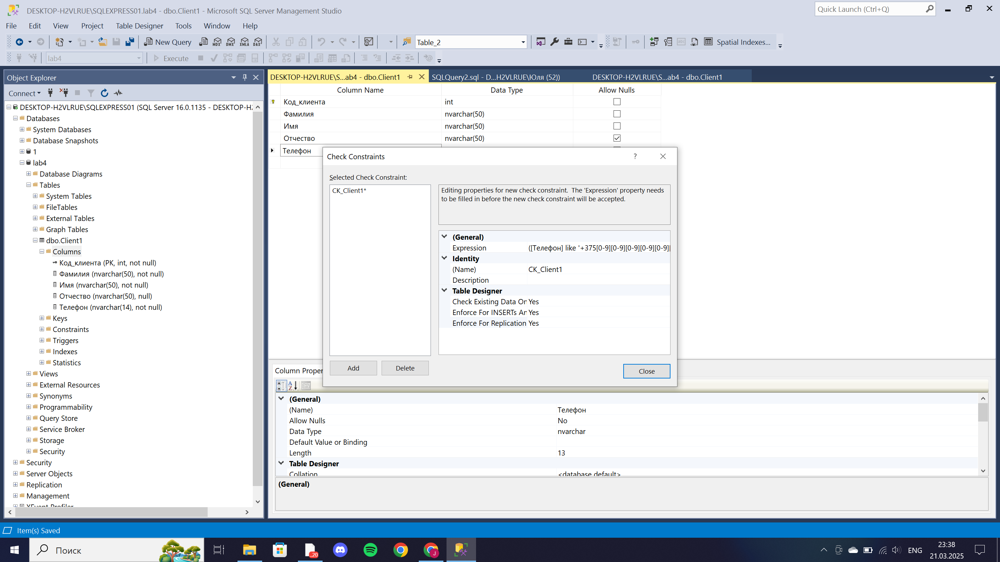 DESKTOP-H2VLRUE\SQLEXPRESS01.lab4 - dbo.Client1 - Microsoft SQL Server Management Studio
Quick Launch (Ctrl+Q)
File Edit View Project Table Designer Tools Window Help
New Query MDX DMX XMLA DAX Table_2 Spatial Indexes...
lab4 Execute
Object Explorer
Connect
DESKTOP-H2VLRUE\SQLEXPRESS01 (SQL Server 16.0.1135 - DESKTOP-H
Databases
System Databases
Database Snapshots
1
lab4
Database Diagrams
Tables
System Tables
FileTables
External Tables
Graph Tables
dbo.Client1
Columns
Код_клиента (PK, int, not null)
Фамилия (nvarchar(50), not null)
Имя (nvarchar(50), not null)
Отчество (nvarchar(50), null)
Телефон (nvarchar(14), not null)
Keys
Constraints
Triggers
Indexes
Statistics
Views
External Resources
Synonyms
Programmability
Query Store
Service Broker
Storage
Security
Security
Server Objects
Replication
Management
XEvent Profiler
DESKTOP-H2VLRUE\S...ab4 - dbo.Client1 SQLQuery2.sql - D...H2VLRUE\Юля (52)) DESKTOP-H2VLRUE\S...ab4 - dbo.Client1
Column Name Data Type Allow Nulls
Код_клиента int
Фамилия nvarchar(50)
Имя nvarchar(50)
Отчество nvarchar(50)
Телефон
Check Constraints ?
Selected Check Constraint:
CK_Client1*
Editing properties for new check constraint. The 'Expression' property needs
to be filled in before the new check constraint will be accepted.
(General)
Expression ([Телефон] like '+375[0-9][0-9][0-9][0-9][0-9][
Identity
(Name) CK_Client1
Description
Table Designer
Check Existing Data Or Yes
Enforce For INSERTs Ar Yes
Enforce For Replication Yes
Add Delete Close
Column Proper
(General)
(Name) Телефон
Allow Nulls No
Data Type nvarchar
Default Value or Binding
Length 13
Table Designer
Collation <database default>
(General)
Item(s) Saved
Поиск
..20
J
ENG
23:38
21.03.2025